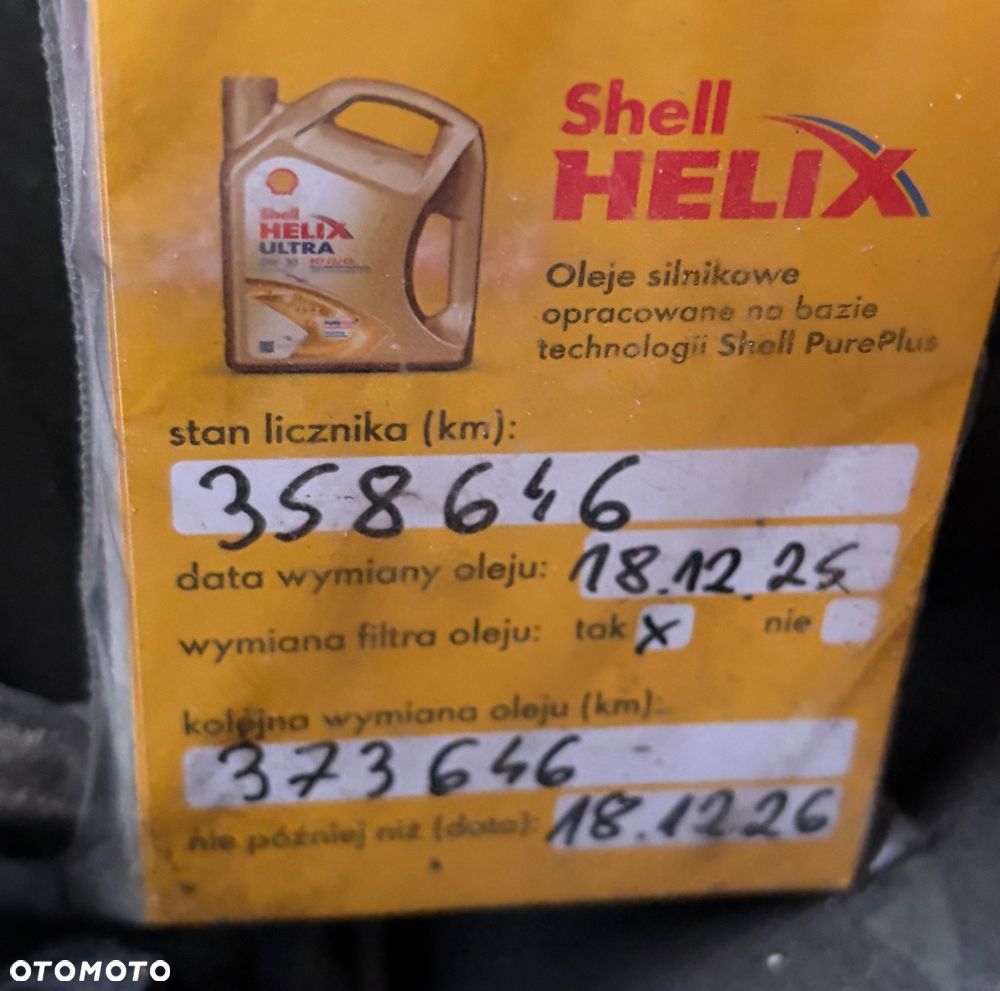 Shell
HELIX
Shell
HELIX
ULTRA
Oleje silnikowe
opracowane na bazie
technologii Shell PurePlus
stan licznika (km):
358646
data wymiany oleju: 18.12.25
wymiana filtra oleju: tak x nie
kolejna wymiana oleju (km):
373646
nie później niż (data): 18.12.26
OTOMOTO